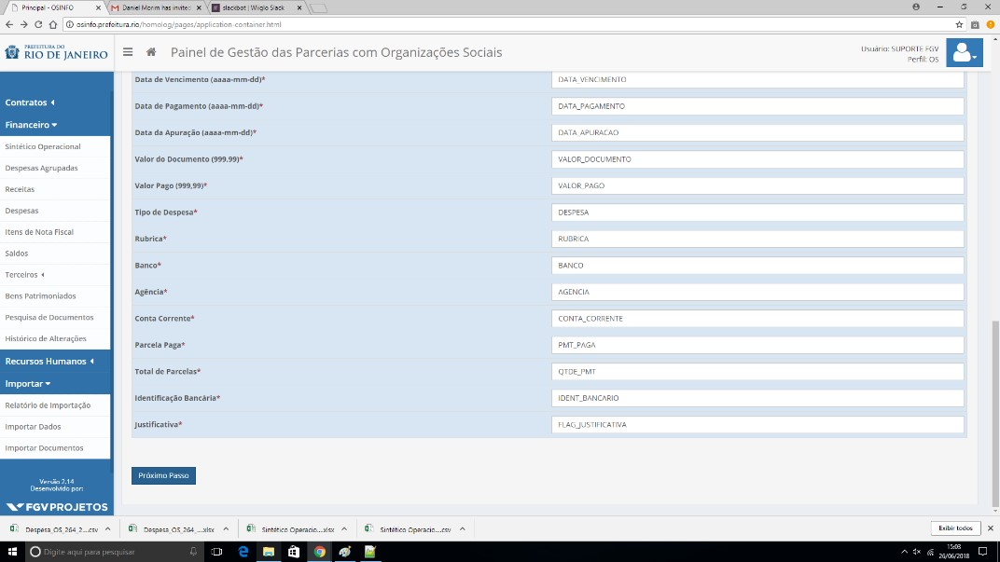 Principal - OSINFO
Daniel Morim has invite
slackbot | Wiglio Slack
osinfo.prefeitura.rio/homolog/pages/application-container.html
PREFEITURA DO
RIO DE JANEIRO
Painel de Gestão das Parcerias com Organizações Sociais
Usuário: SUPORTE FGV
Perfil: OS
Contratos
Financeiro
Sintético Operacional
Despesas Agrupadas
Receitas
Despesas
Itens de Nota Fiscal
Saldos
Terceiros
Bens Patrimoniados
Pesquisa de Documentos
Histórico de Alterações
Recursos Humanos
Importar
Relatório de Importação
Importar Dados
Importar Documentos
Versão 2.14
Desenvolvido por:
FGV PROJETOS
Data de Vencimento (aaaa-mm-dd)* DATA_VENCIMENTO
Data de Pagamento (aaaa-mm-dd)* DATA_PAGAMENTO
Data da Apuração (aaaa-mm-dd)* DATA_APURACAO
Valor do Documento (999.99)* VALOR_DOCUMENTO
Valor Pago (999,99)* VALOR_PAGO
Tipo de Despesa* DESPESA
Rubrica* RUBRICA
Banco* BANCO
Agência* AGENCIA
Conta Corrente* CONTA_CORRENTE
Parcela Paga* PMT_PAGA
Total de Parcelas* QTDE_PMT
Identificação Bancária* IDENT_BANCARIO
Justificativa* FLAG_JUSTIFICATIVA
Próximo Passo
Despesa_OS_264_2....csv
Despesa_OS_264_....xlsx
Sintético Operacio....xlsx
Sintético Operacio....csv
Exibir todos
Digite aqui para pesquisar
15:03
26/06/2018